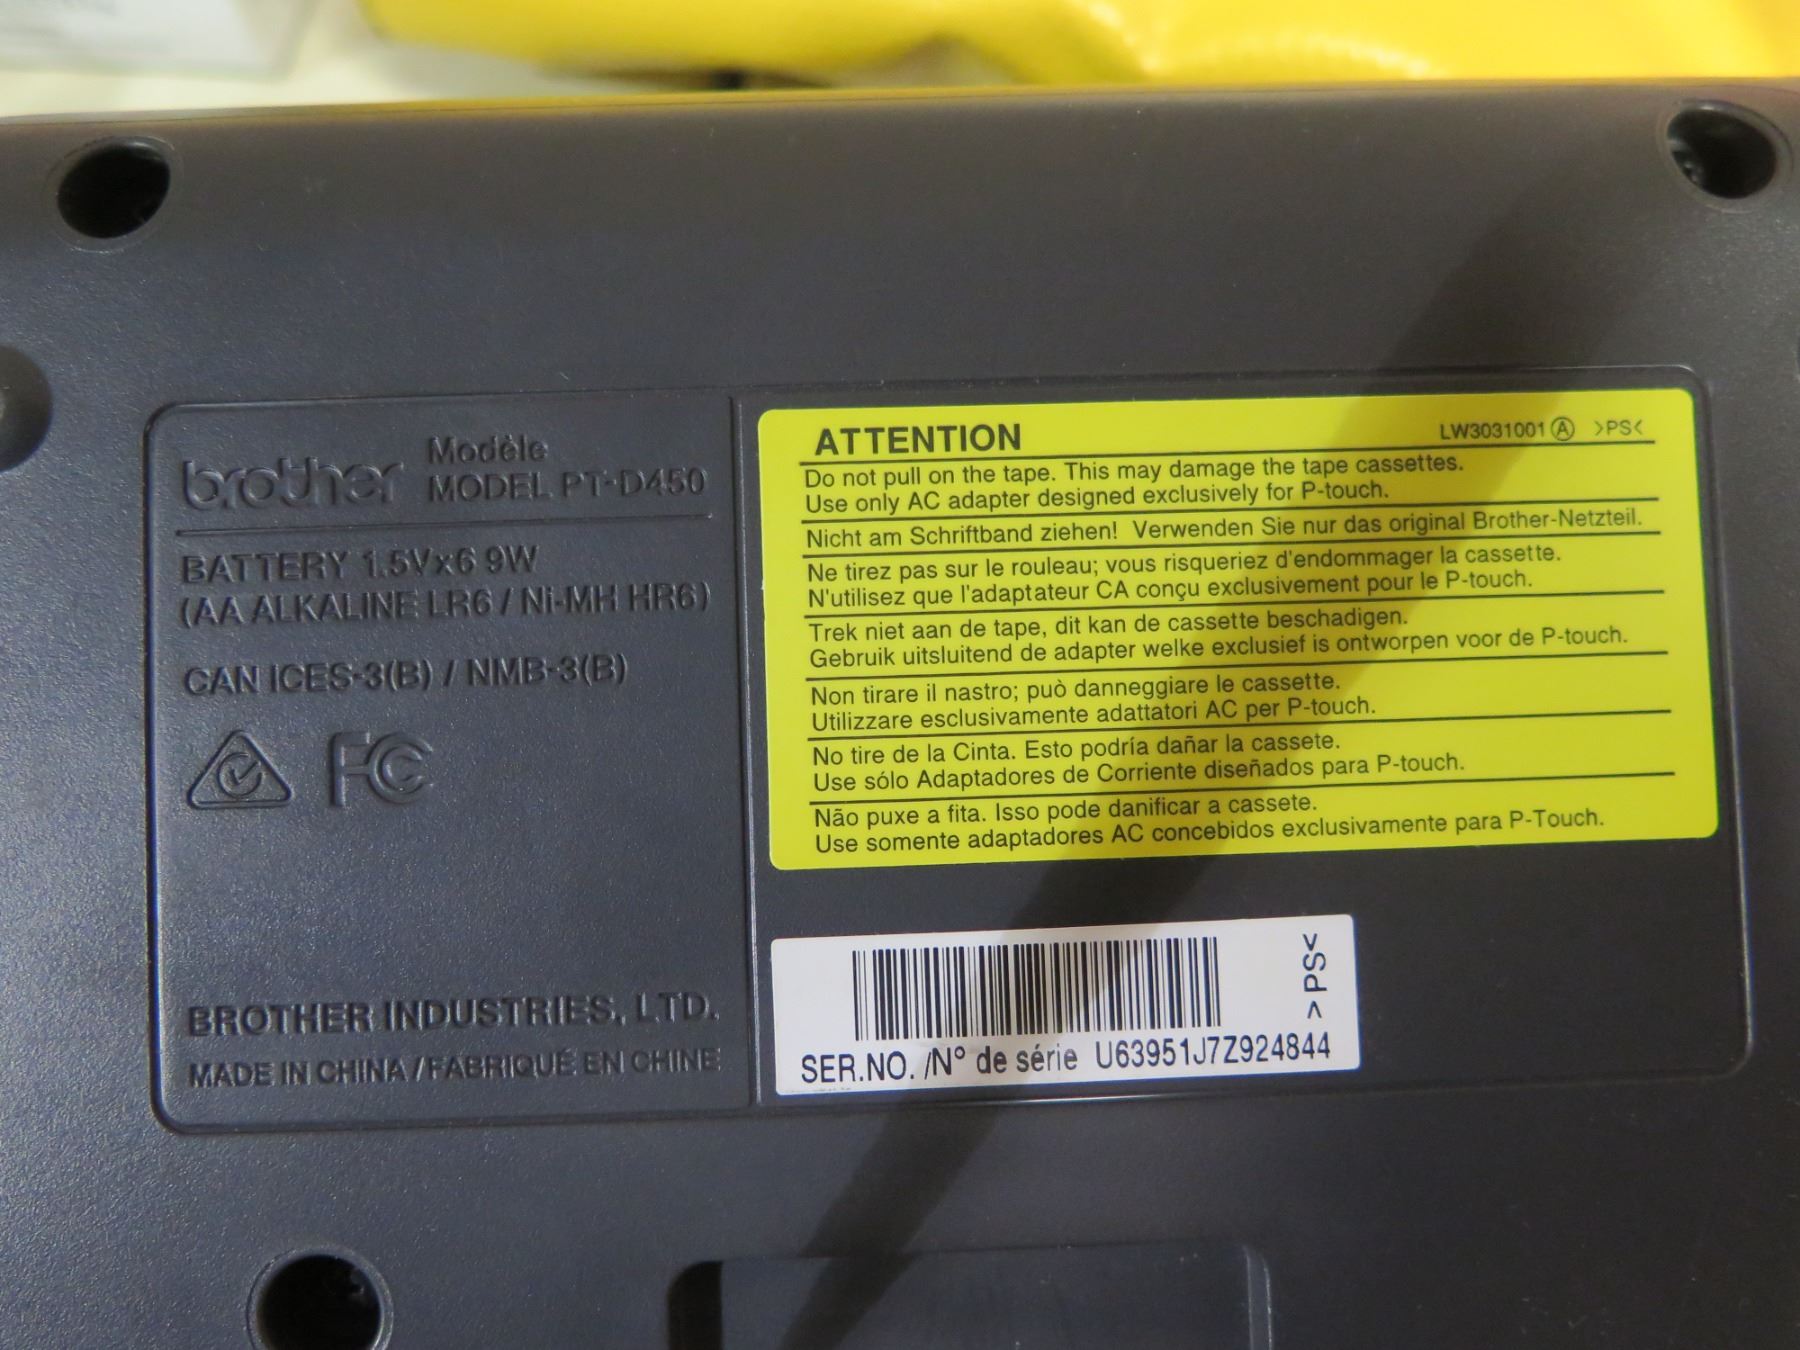 brother
Modèle
MODEL PT-D450
BATTERY 1.5V×6 9W
(AA ALKALINE LR6 / Ni-MH HR6)
CAN ICES-3(B) / NMB-3(B)
FC
BROTHER INDUSTRIES, LTD.
MADE IN CHINA / FABRIQUÉ EN CHINE
ATTENTION
LW3031001 Ⓐ >PS<
Do not pull on the tape. This may damage the tape cassettes.
Use only AC adapter designed exclusively for P-touch.
Nicht am Schriftband ziehen! Verwenden Sie nur das original Brother-Netzteil.
Ne tirez pas sur le rouleau; vous risqueriez d'endommager la cassette.
N'utilisez que l'adaptateur CA conçu exclusivement pour le P-touch.
Trek niet aan de tape, dit kan de cassette beschadigen.
Gebruik uitsluitend de adapter welke exclusief is ontworpen voor de P-touch.
Non tirare il nastro; può danneggiare le cassette.
Utilizzare esclusivamente adattatori AC per P-touch.
No tire de la Cinta. Esto podría dañar la cassete.
Use sólo Adaptadores de Corriente diseñados para P-touch.
Não puxe a fita. Isso pode danificar a cassete.
Use somente adaptadores AC concebidos exclusivamente para P-Touch.
>PS<
SER.NO. /N° de série U63951J7Z924844